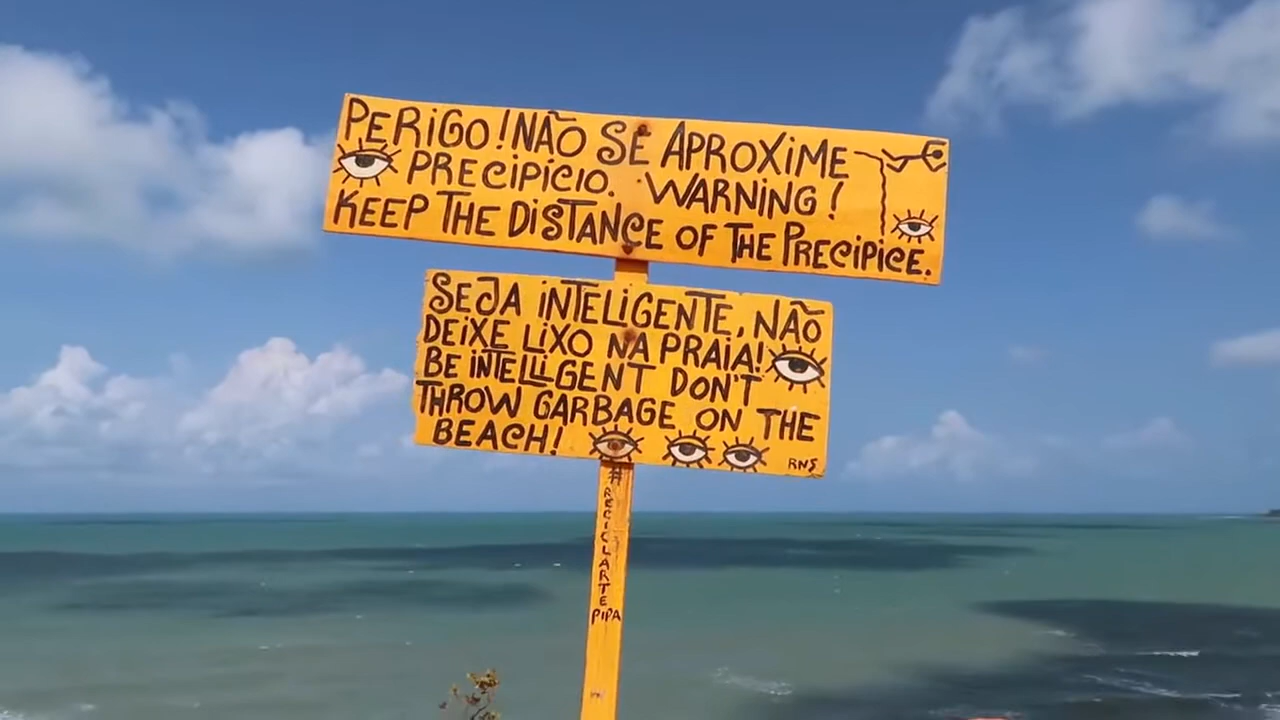 PERIGO! NÃO SE APROXIME
PRECIPÍCIO. WARNING!
KEEP THE DISTANCE OF THE PRECIPICE.
SEJA INTELIGENTE, NÃO
DEIXE LIXO NA PRAIA!
BE INTELLIGENT DON'T
THROW GARBAGE ON THE
BEACH!
RNS
#RECICLARTE
PIPA